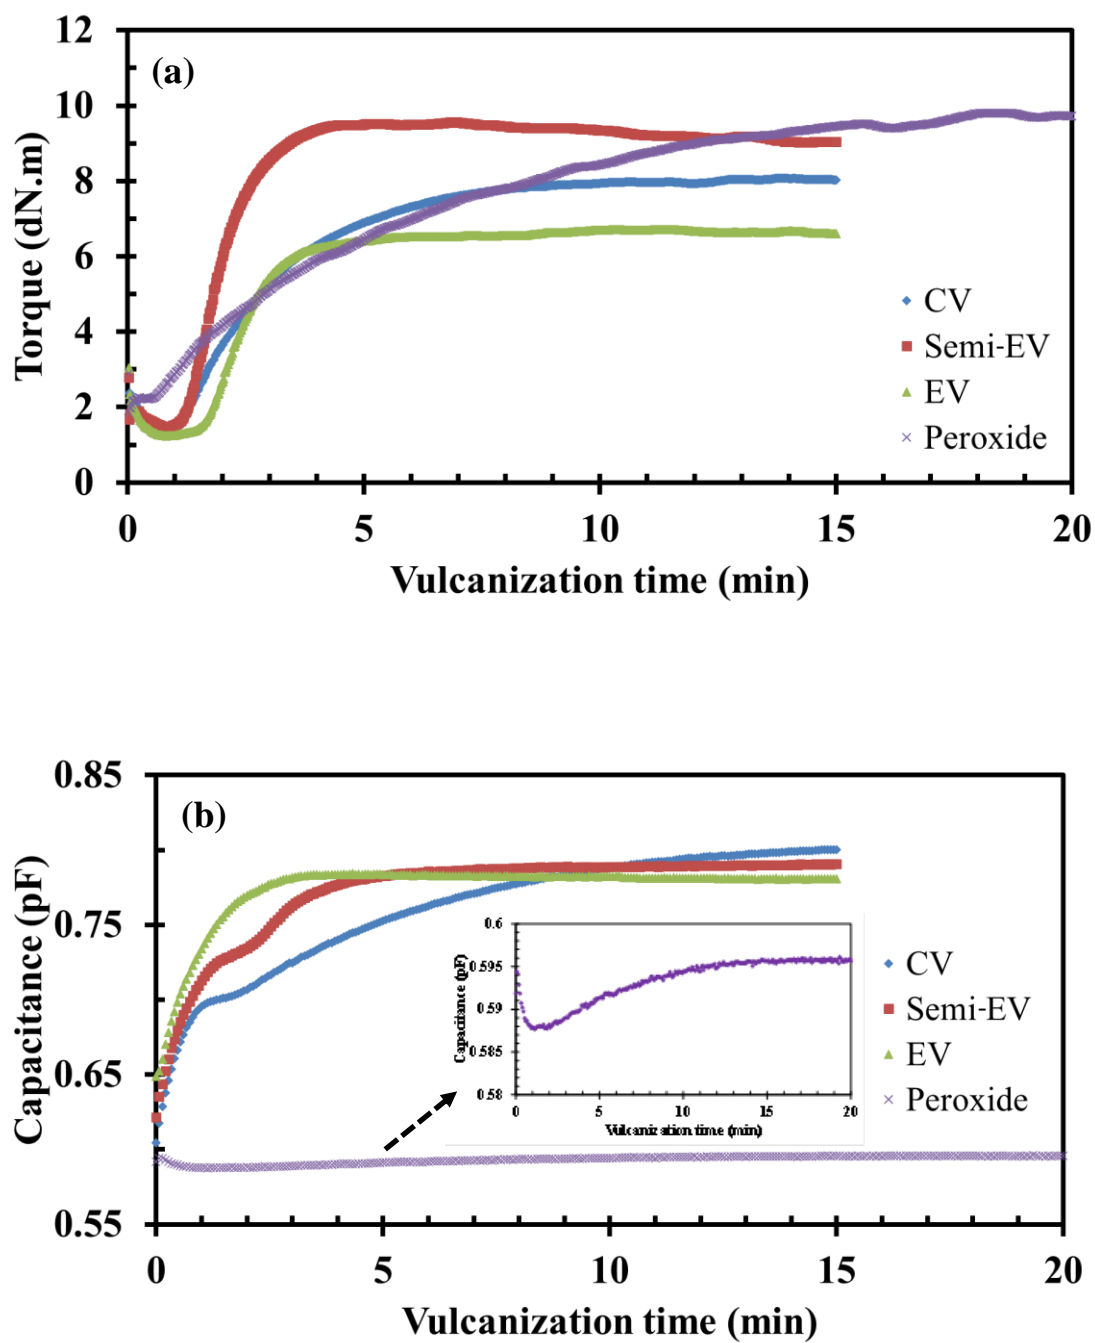 12
(a)
10
8
6
4
2
0
Torque (dN.m)
CV
Semi-EV
EV
Peroxide
0 5 10 15 20
Vulcanization time (min)
0.85
(b)
0.75
0.65
0.55
Capacitance (pF)
0.6
0.595
0.59
0.585
0.58
Capacitance (pF)
0 5 10 15 20
Vulcanization time (min)
CV
Semi-EV
EV
Peroxide
0 5 10 15 20
Vulcanization time (min)